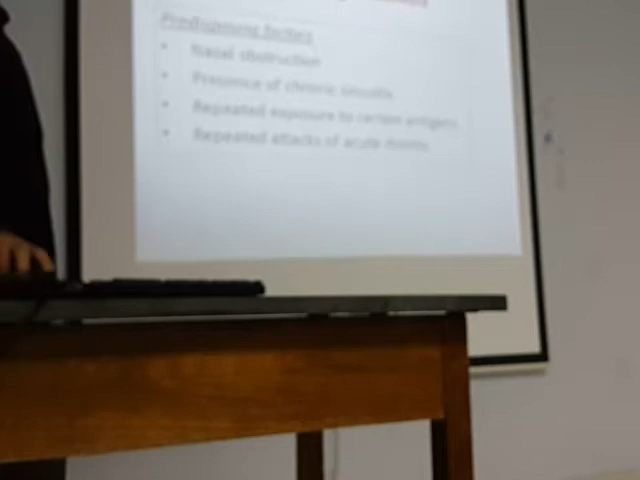 Predisposing factors
• Nasal obstruction
• Presence of chronic sinusitis
• Repeated exposure to certain antigens
• Repeated attacks of acute rhinitis